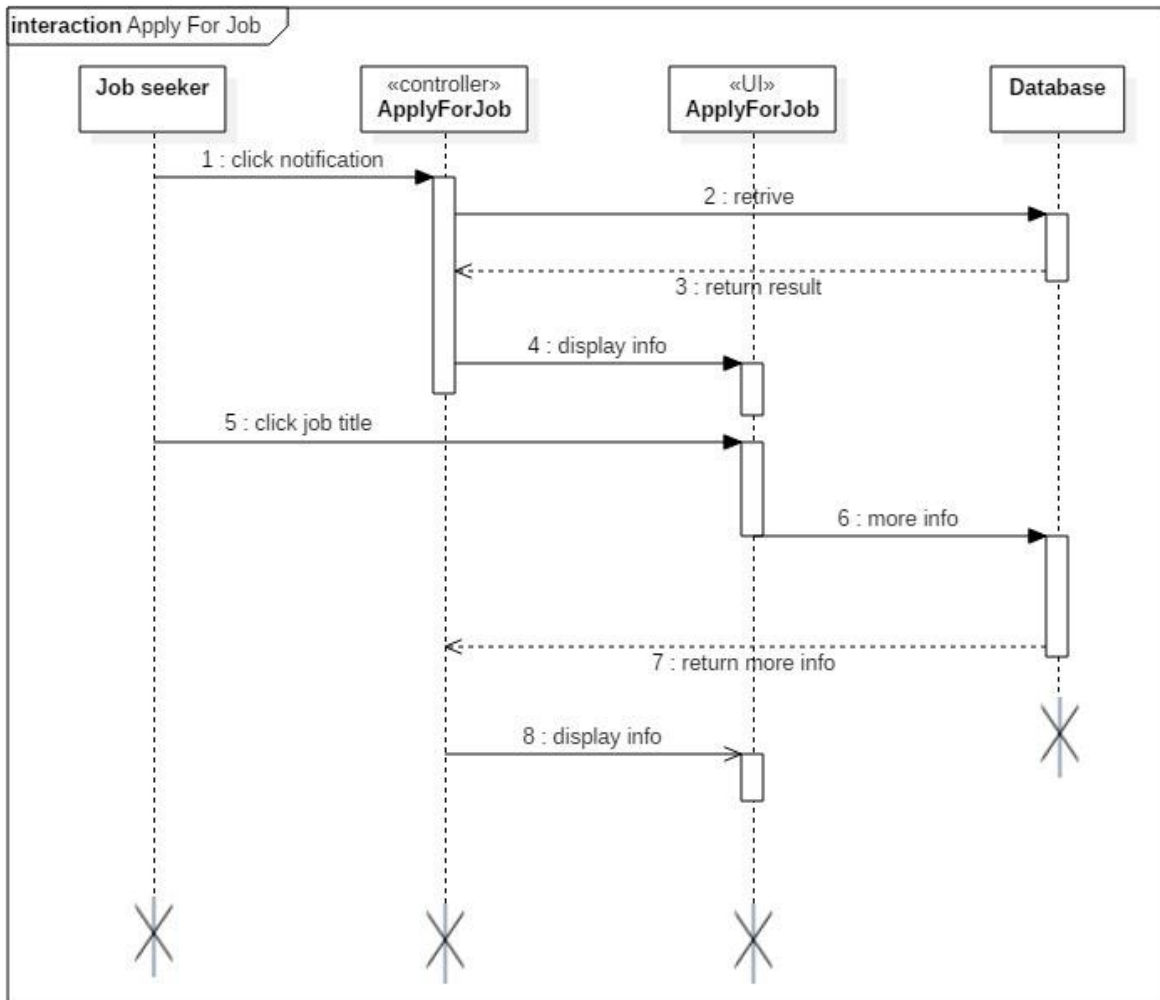 interaction Apply For Job
Job seeker
«controller»
ApplyForJob
«UI»
ApplyForJob
Database
1 : click notification
2 : retrive
3 : return result
4 : display info
5 : click job title
6 : more info
7 : return more info
8 : display info